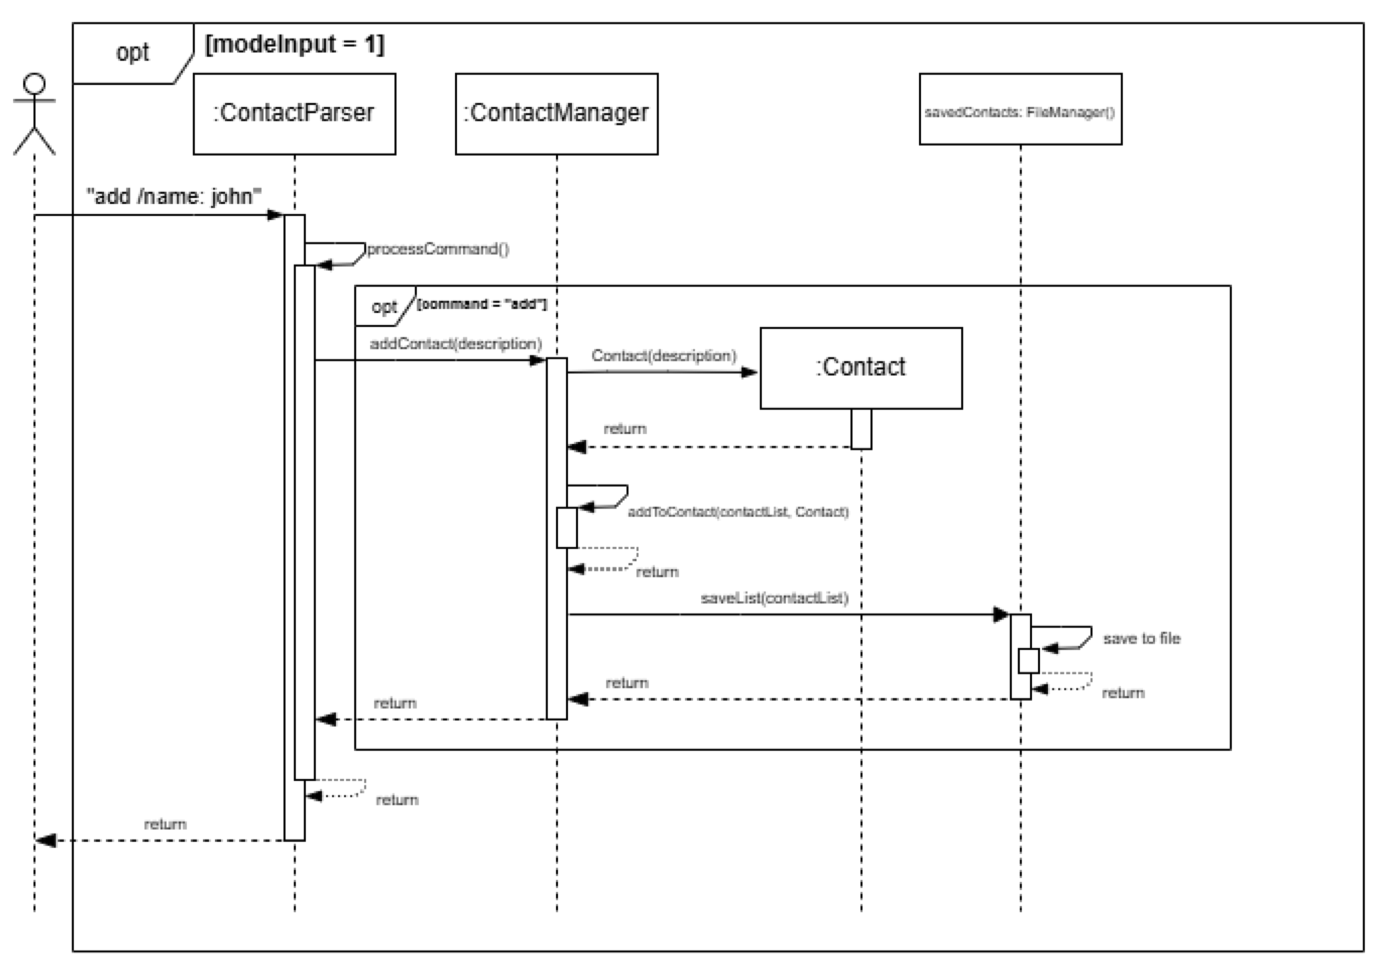 opt
[modeInput = 1]
:ContactParser
:ContactManager
savedContacts: FileManager()
"add /name: john"
processCommand()
opt
[command = "add"]
addContact(description)
Contact(description)
:Contact
return
addToContact(contactList, Contact)
return
saveList(contactList)
save to file
return
return
return
return
return